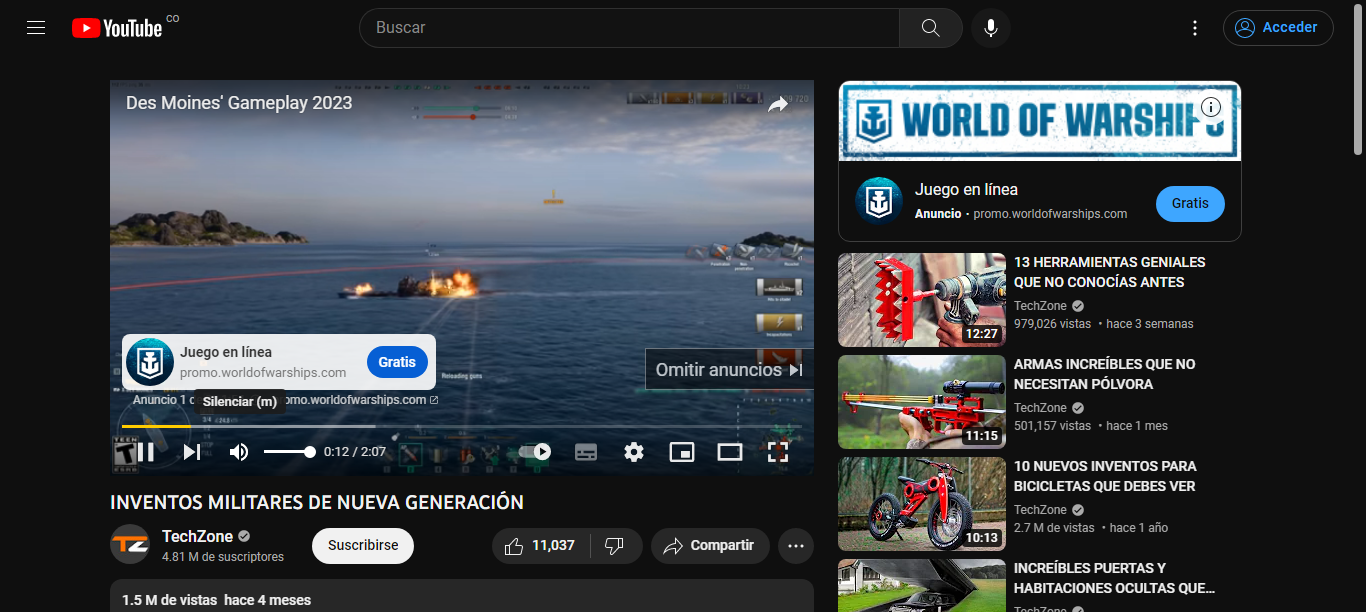 YouTube CO
Buscar
Acceder
Des Moines' Gameplay 2023
Juego en línea
promo.worldofwarships.com
Gratis
Reloading guns
Omitir anuncios
Anuncio 1 omo.worldofwarships.com
Silenciar (m)
TEEN
T
0:12 / 2:07
INVENTOS MILITARES DE NUEVA GENERACIÓN
TZ
TechZone
4.81 M de suscriptores
Suscribirse
11,037
Compartir
1.5 M de vistas hace 4 meses
WORLD OF WARSHIPS
Juego en línea
Anuncio • promo.worldofwarships.com
Gratis
13 HERRAMIENTAS GENIALES
QUE NO CONOCÍAS ANTES
TechZone
979,026 vistas • hace 3 semanas
12:27
ARMAS INCREÍBLES QUE NO
NECESITAN PÓLVORA
TechZone
501,157 vistas • hace 1 mes
11:15
10 NUEVOS INVENTOS PARA
BICICLETAS QUE DEBES VER
TechZone
2.7 M de vistas • hace 1 año
10:13
INCREÍBLES PUERTAS Y
HABITACIONES OCULTAS QUE...
TechZone